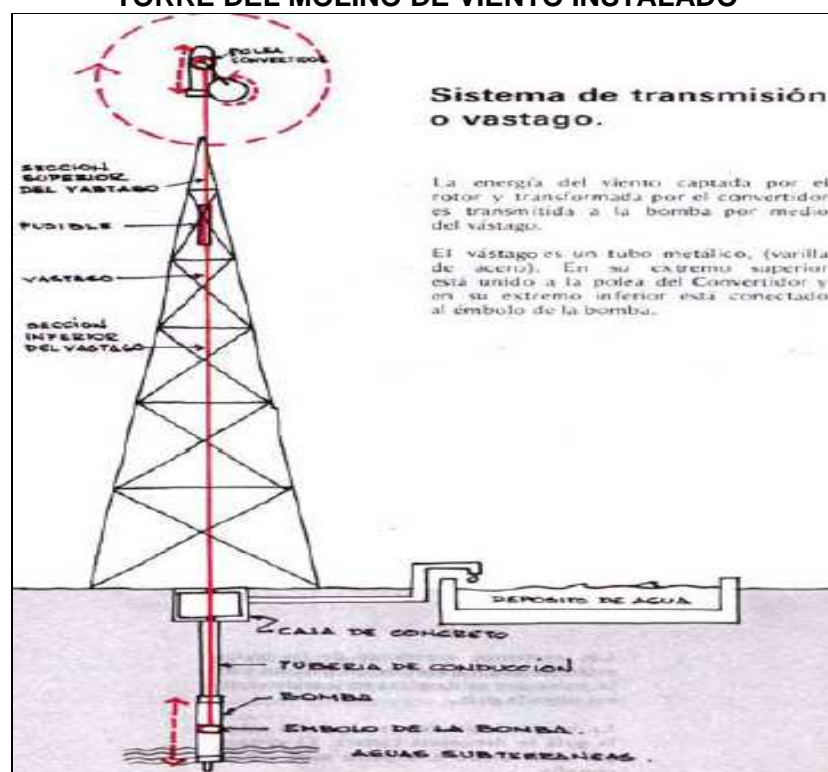 TORRE DEL MOLINO DE VIENTO INSTALADO
POLEA
CONVERTIDOR
Sistema de transmisión
o vastago.
SECCION
SUPERIOR
DEL VASTAGO
FUSIBLE
VASTAGO
SECCION
INFERIOR
DEL VASTAGO
La energía del viento captada por el
rotor y transformada por el convertidor
es transmitida a la bomba por medio
del vástago.
El vástago es un tubo metálico, (varilla
de acero). En su extremo superior
está unido a la polea del Convertidor y
en su extremo inferior está conectado
al émbolo de la bomba.
DEPOSITO DE AGUA
CAJA DE CONCRETO
TUBERIA DE CONDUCCION
BOMBA
EMBOLO DE LA BOMBA.
AGUAS SUBTERRANEAS.